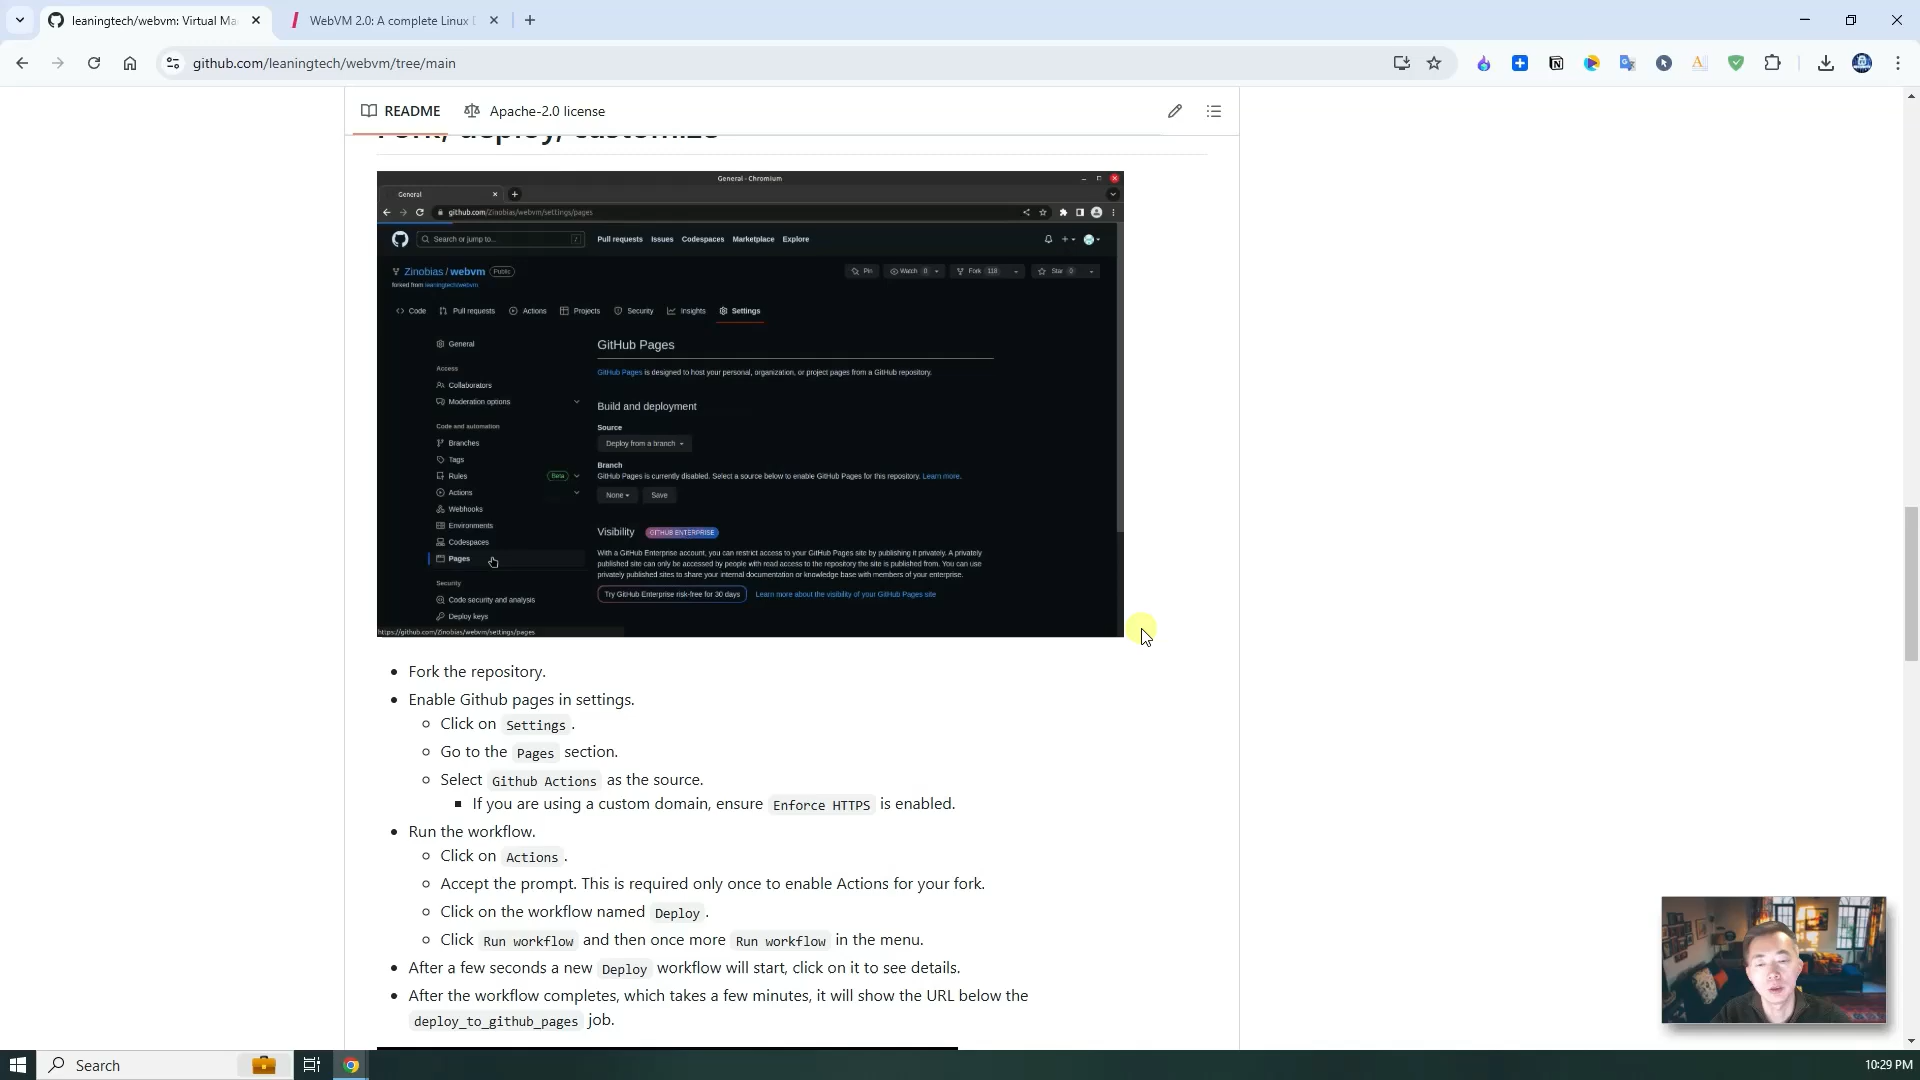 leaningtech/webvm: Virtual Ma
WebVM 2.0: A complete Linux D
github.com/leaningtech/webvm/tree/main
README
Apache-2.0 license
Fork, deploy, customize
General - Chromium
General
github.com/Zinobias/webvm/settings/pages
Search or jump to...
/
Pull requests
Issues
Codespaces
Marketplace
Explore
Zinobias / webvm
Public
forked from leaningtech/webvm
Pin
Watch 0
Fork 118
Star 0
Code
Pull requests
Actions
Projects
Security
Insights
Settings
General
Access
Collaborators
Moderation options
Code and automation
Branches
Tags
Rules
Beta
Actions
Webhooks
Environments
Codespaces
Pages
Security
Code security and analysis
Deploy keys
https://github.com/Zinobias/webvm/settings/pages
GitHub Pages
GitHub Pages is designed to host your personal, organization, or project pages from a GitHub repository.
Build and deployment
Source
Deploy from a branch
Branch
GitHub Pages is currently disabled. Select a source below to enable GitHub Pages for this repository. Learn more.
None
Save
Visibility
GITHUB ENTERPRISE
With a GitHub Enterprise account, you can restrict access to your GitHub Pages site by publishing it privately. A privately
published site can only be accessed by people with read access to the repository the site is published from. You can use
privately published sites to share your internal documentation or knowledge base with members of your enterprise.
Try GitHub Enterprise risk-free for 30 days
Learn more about the visibility of your GitHub Pages site
• Fork the repository.
• Enable Github pages in settings.
Click on Settings.
Go to the Pages section.
Select Github Actions as the source.
If you are using a custom domain, ensure Enforce HTTPS is enabled.
• Run the workflow.
Click on Actions.
Accept the prompt. This is required only once to enable Actions for your fork.
Click on the workflow named Deploy.
Click Run workflow and then once more Run workflow in the menu.
• After a few seconds a new Deploy workflow will start, click on it to see details.
• After the workflow completes, which takes a few minutes, it will show the URL below the
deploy_to_github_pages job.
Search
10:29 PM